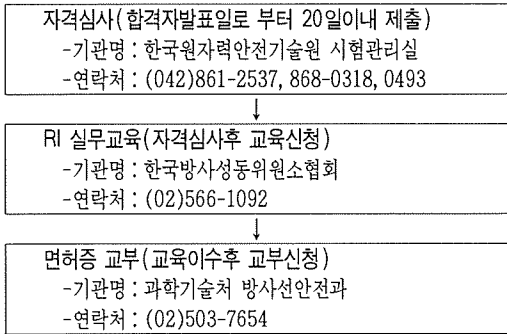 자격심사(합격자발표일로 부터 20일이내 제출)
-기관명 : 한국원자력안전기술원 시험관리실
-연락처 : (042)861-2537, 868-0318, 0493
RI 실무교육(자격심사후 교육신청)
-기관명 : 한국방사성동위원소협회
-연락처 : (02)566-1092
면허증 교부(교육이수후 교부신청)
-기관명 : 과학기술처 방사선안전과
-연락처 : (02)503-7654